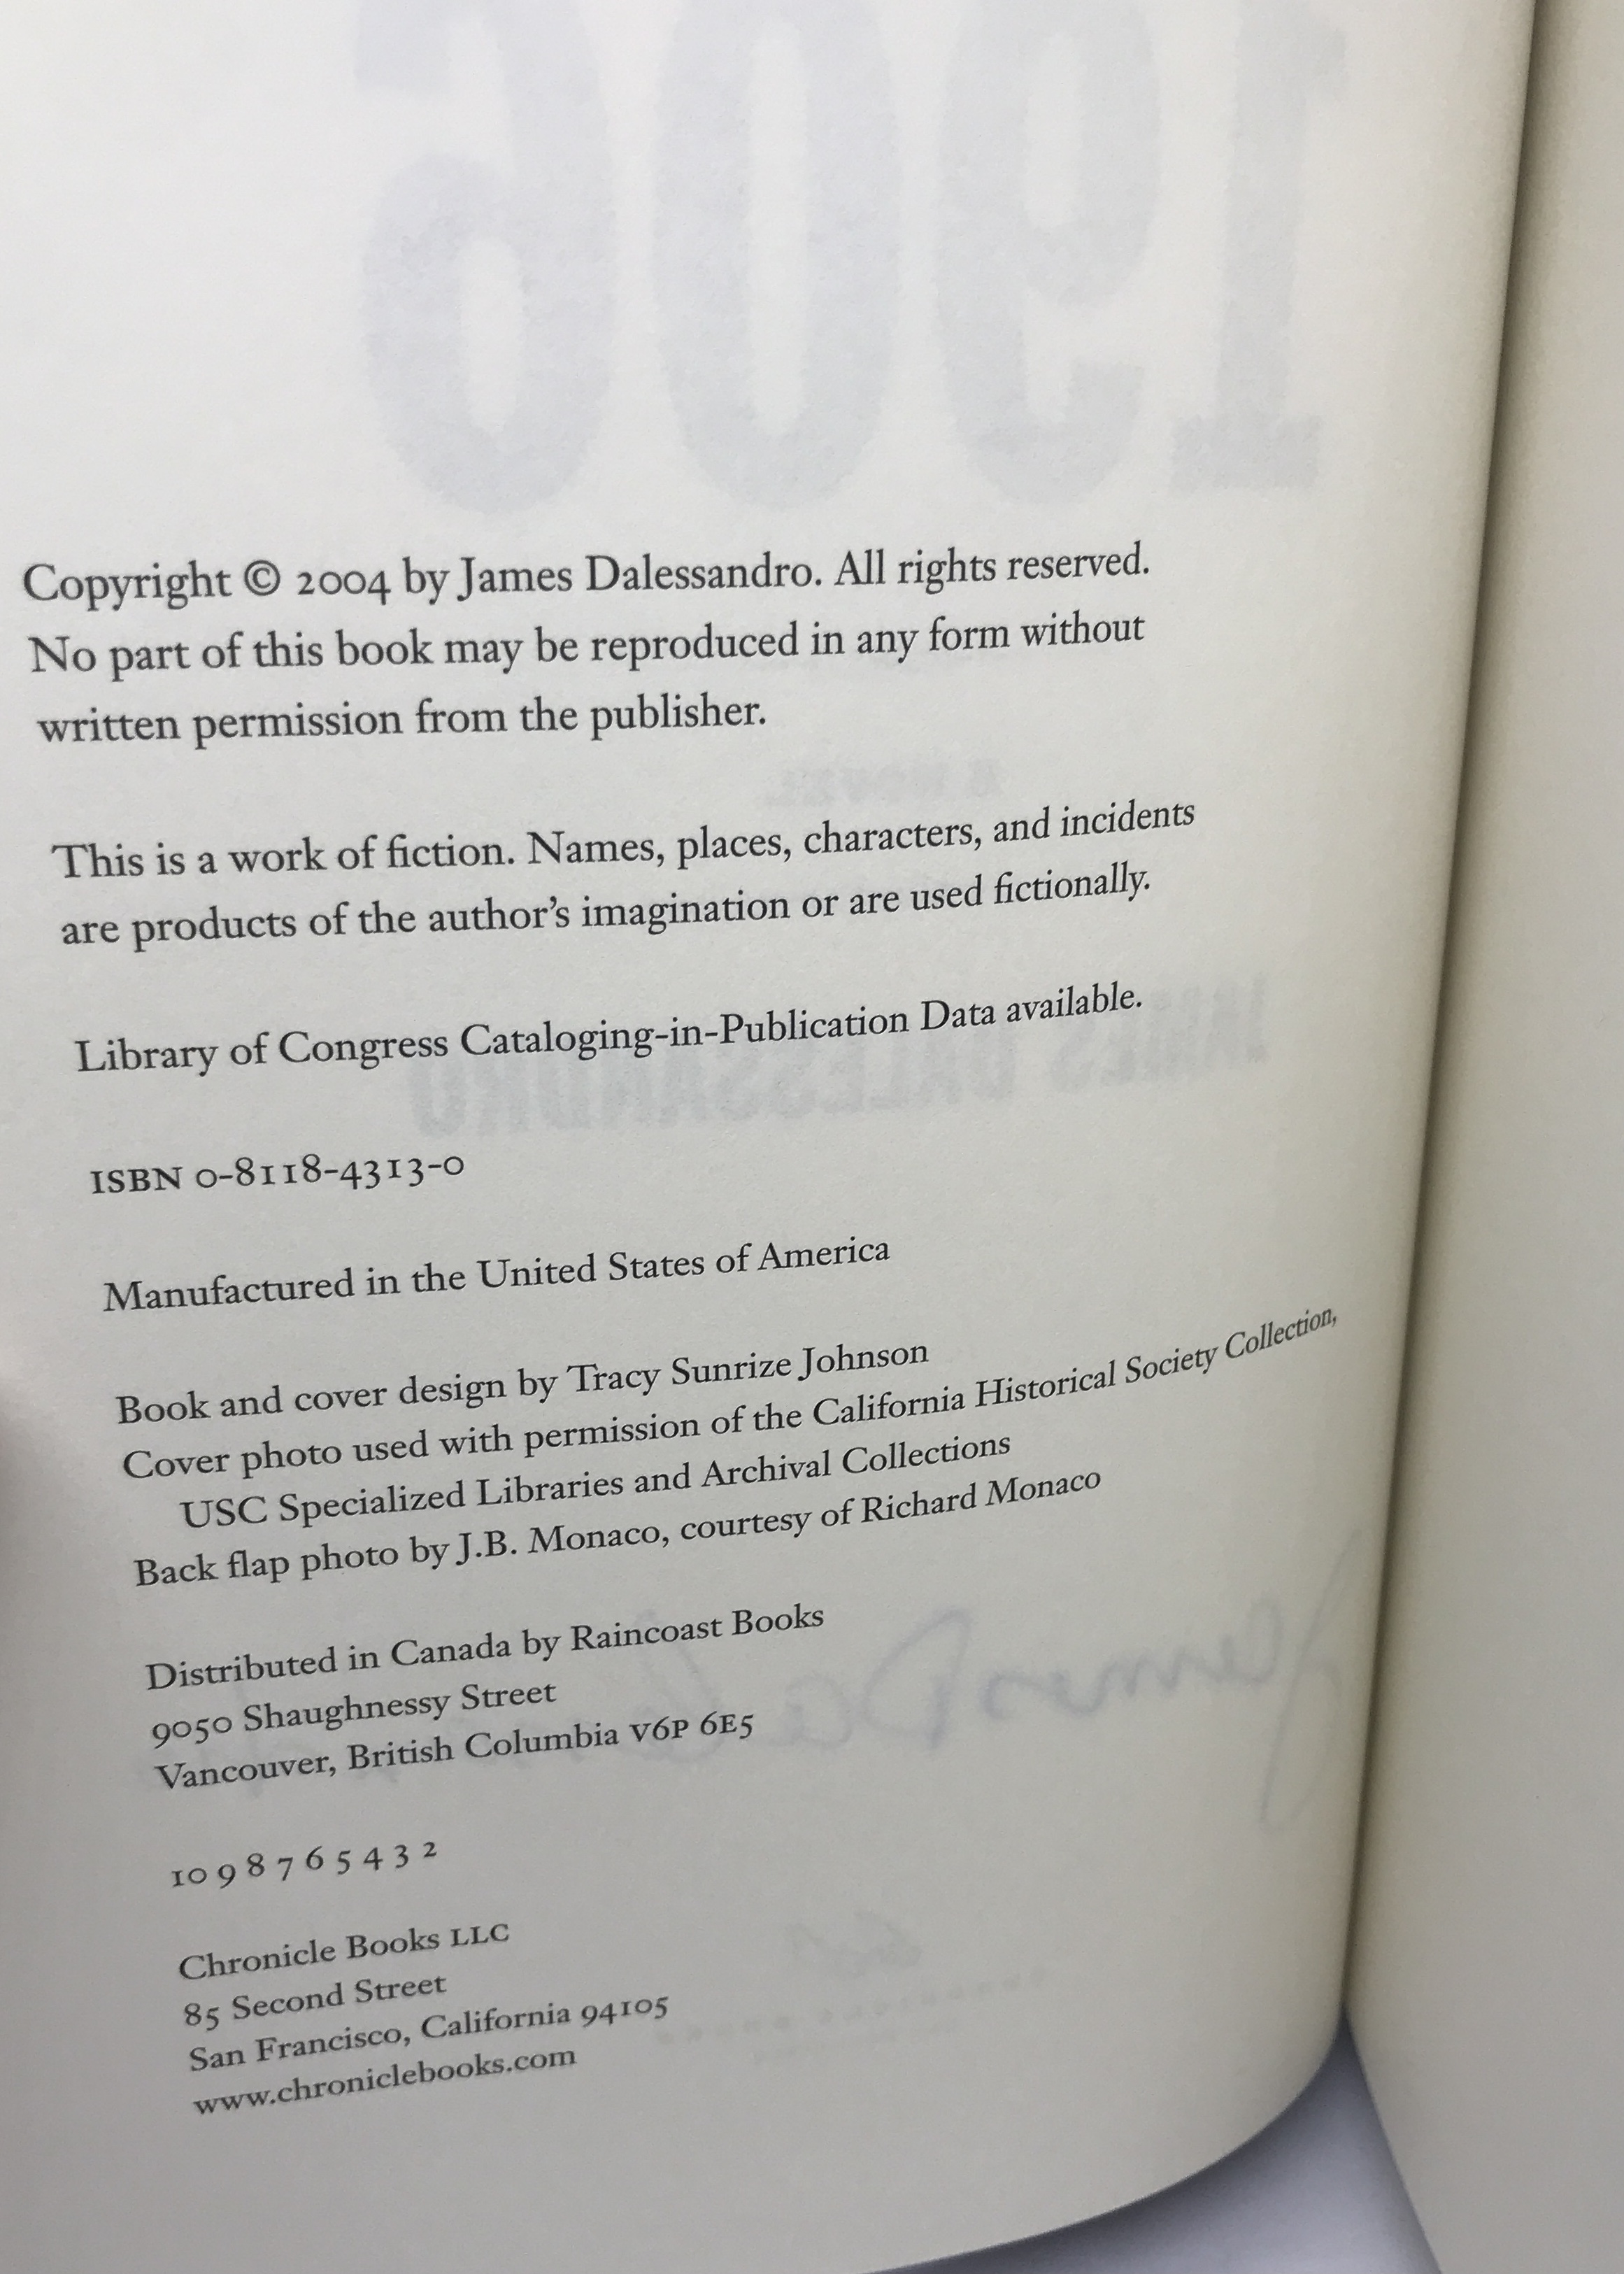 1906
Copyright © 2004 by James Dalessandro. All rights reserved.
No part of this book may be reproduced in any form without
written permission from the publisher.
A NOVEL
This is a work of fiction. Names, places, characters, and incidents
are products of the author's imagination or are used fictionally.
Library of Congress Cataloging-in-Publication Data available.
JAMES DALESSANDRO
ISBN 0-8118-4313-0
Manufactured in the United States of America
Book and cover design by Tracy Sunrize Johnson
Cover photo used with permission of the California Historical Society Collection,
USC Specialized Libraries and Archival Collections
Back flap photo by J.B. Monaco, courtesy of Richard Monaco
Distributed in Canada by Raincoast Books
9050 Shaughnessy Street
Vancouver, British Columbia V6P 6E5
10 9 8 7 6 5 4 3 2
Chronicle Books LLC
85 Second Street
San Francisco, California 94105
www.chroniclebooks.com